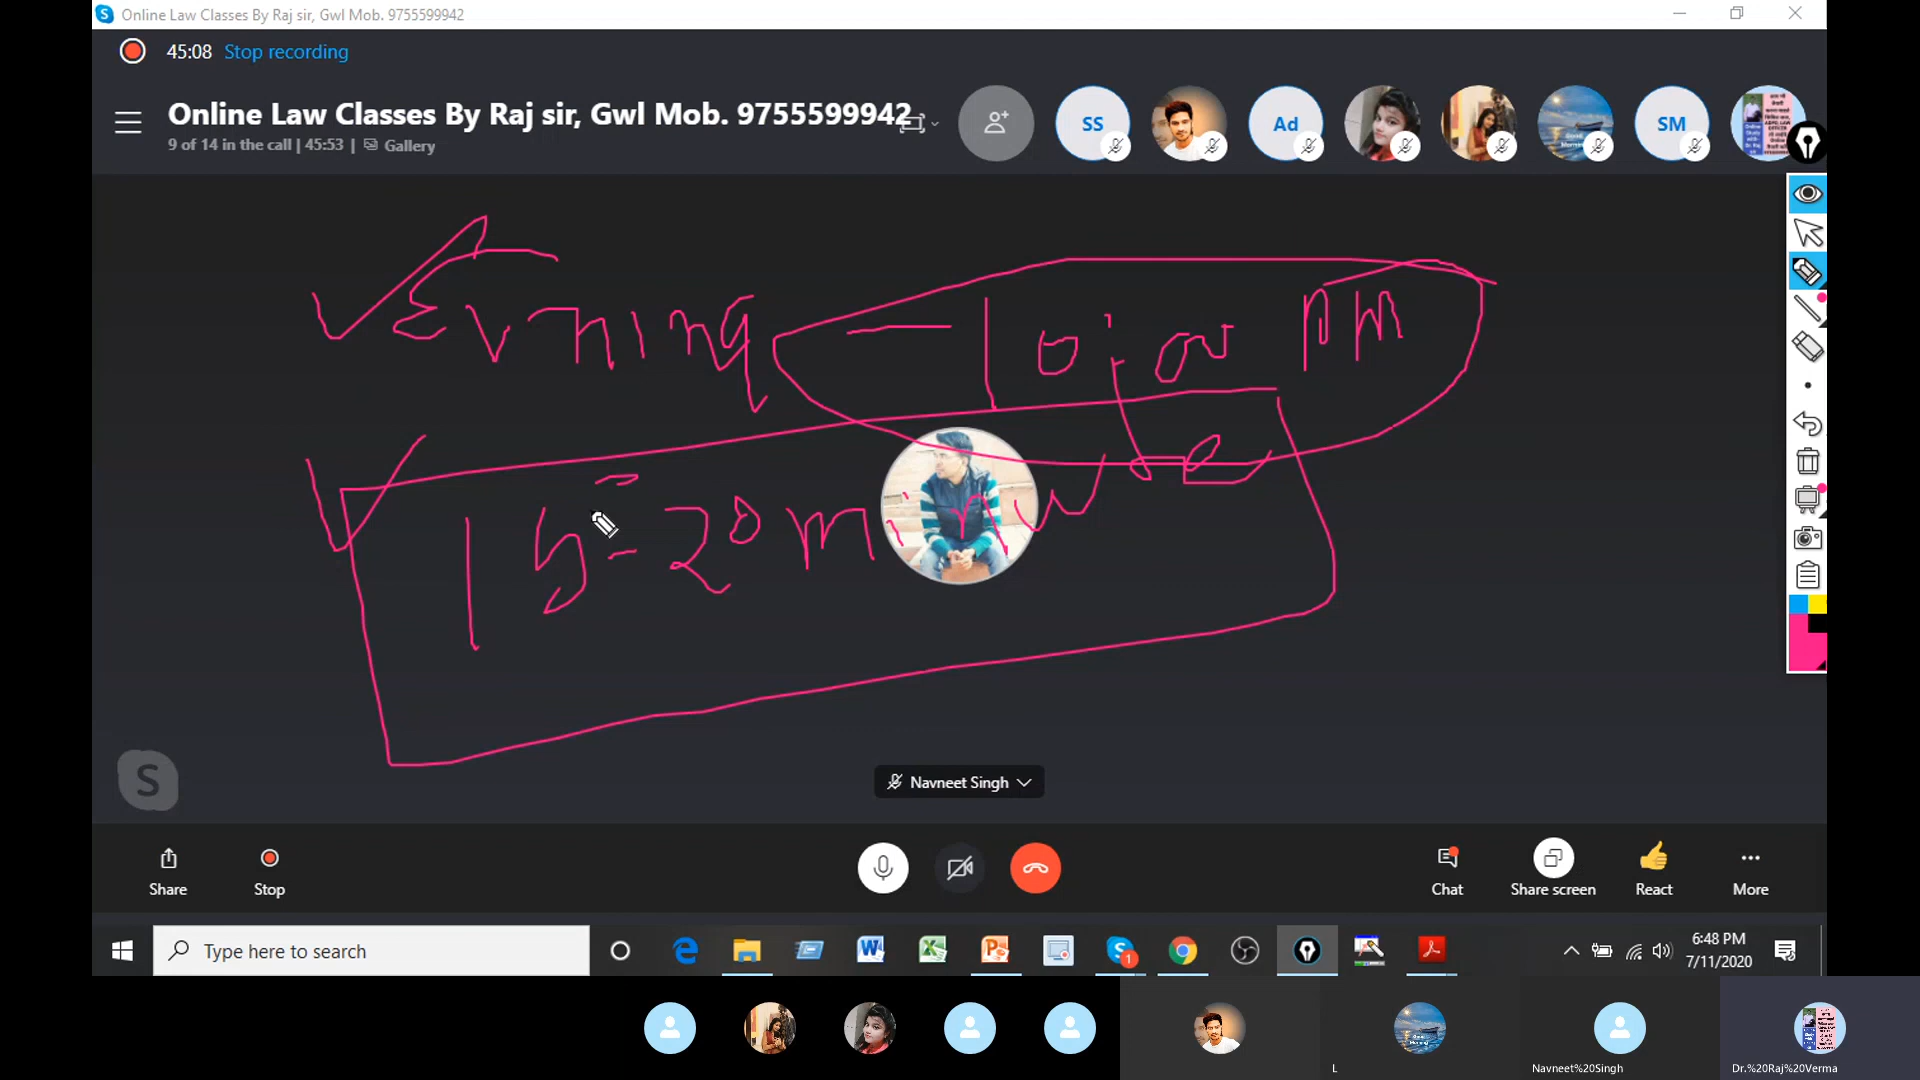 Online Law Classes By Raj sir, Gwl Mob. 9755599942
45:08 Stop recording
Online Law Classes By Raj sir, Gwl Mob. 9755599942
9 of 14 in the call | 45:53 | Gallery
SS
Ad
SM
Evrning — 10:00 PM
15-20 minute
Navneet Singh
Share
Stop
Chat
Share screen
React
More
Type here to search
1
6:48 PM
7/11/2020
L
Navneet%20Singh
Dr.%20Raj%20Verma